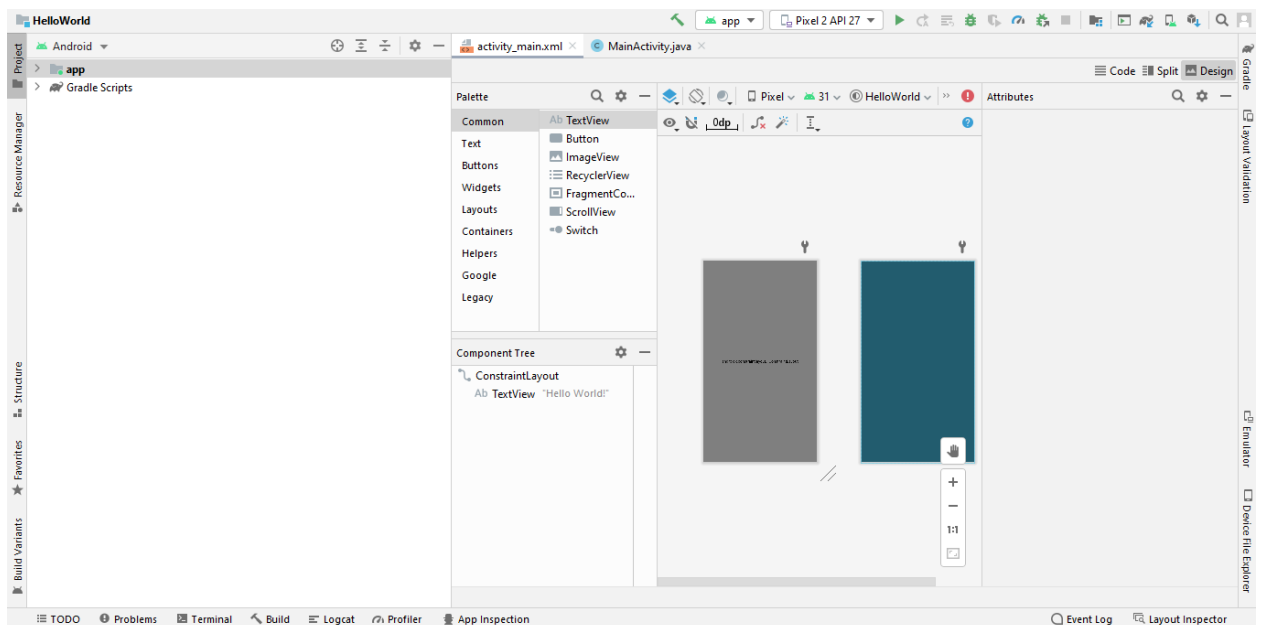 HelloWorld
app
Pixel 2 API 27
Android
activity_main.xml
MainActivity.java
Code
Split
Design
Project
Resource Manager
Structure
Favorites
Build Variants
app
Gradle Scripts
Palette
Common
Text
Buttons
Widgets
Layouts
Containers
Helpers
Google
Legacy
Ab TextView
Button
ImageView
RecyclerView
FragmentCo...
ScrollView
Switch
Component Tree
ConstraintLayout
Ab TextView "Hello World!"
Pixel
31
HelloWorld
0dp
1:1
Attributes
Gradle
Layout Validation
Emulator
Device File Explorer
TODO
Problems
Terminal
Build
Logcat
Profiler
App Inspection
Event Log
Layout Inspector